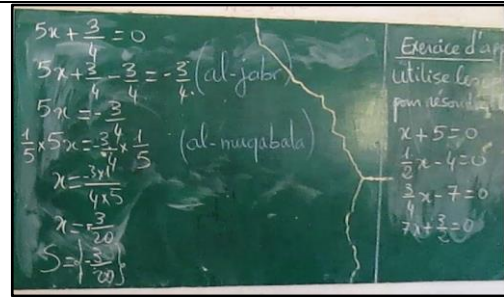 5x + 3/4 = 0
5x + 3/4 - 3/4 = -3/4. (al-jabr)
5x = -3/4
1/5 × 5x = -3/4 × 1/5 (al-muqabala)
x = -3×1/4×5
x = -3/20
S = {-3/20}
Exercice d'
utilise les
pour résoudre
x + 5 = 0
1/2x - 4 = 0
3/4x - 7 = 0
7x + 3/2 = 0